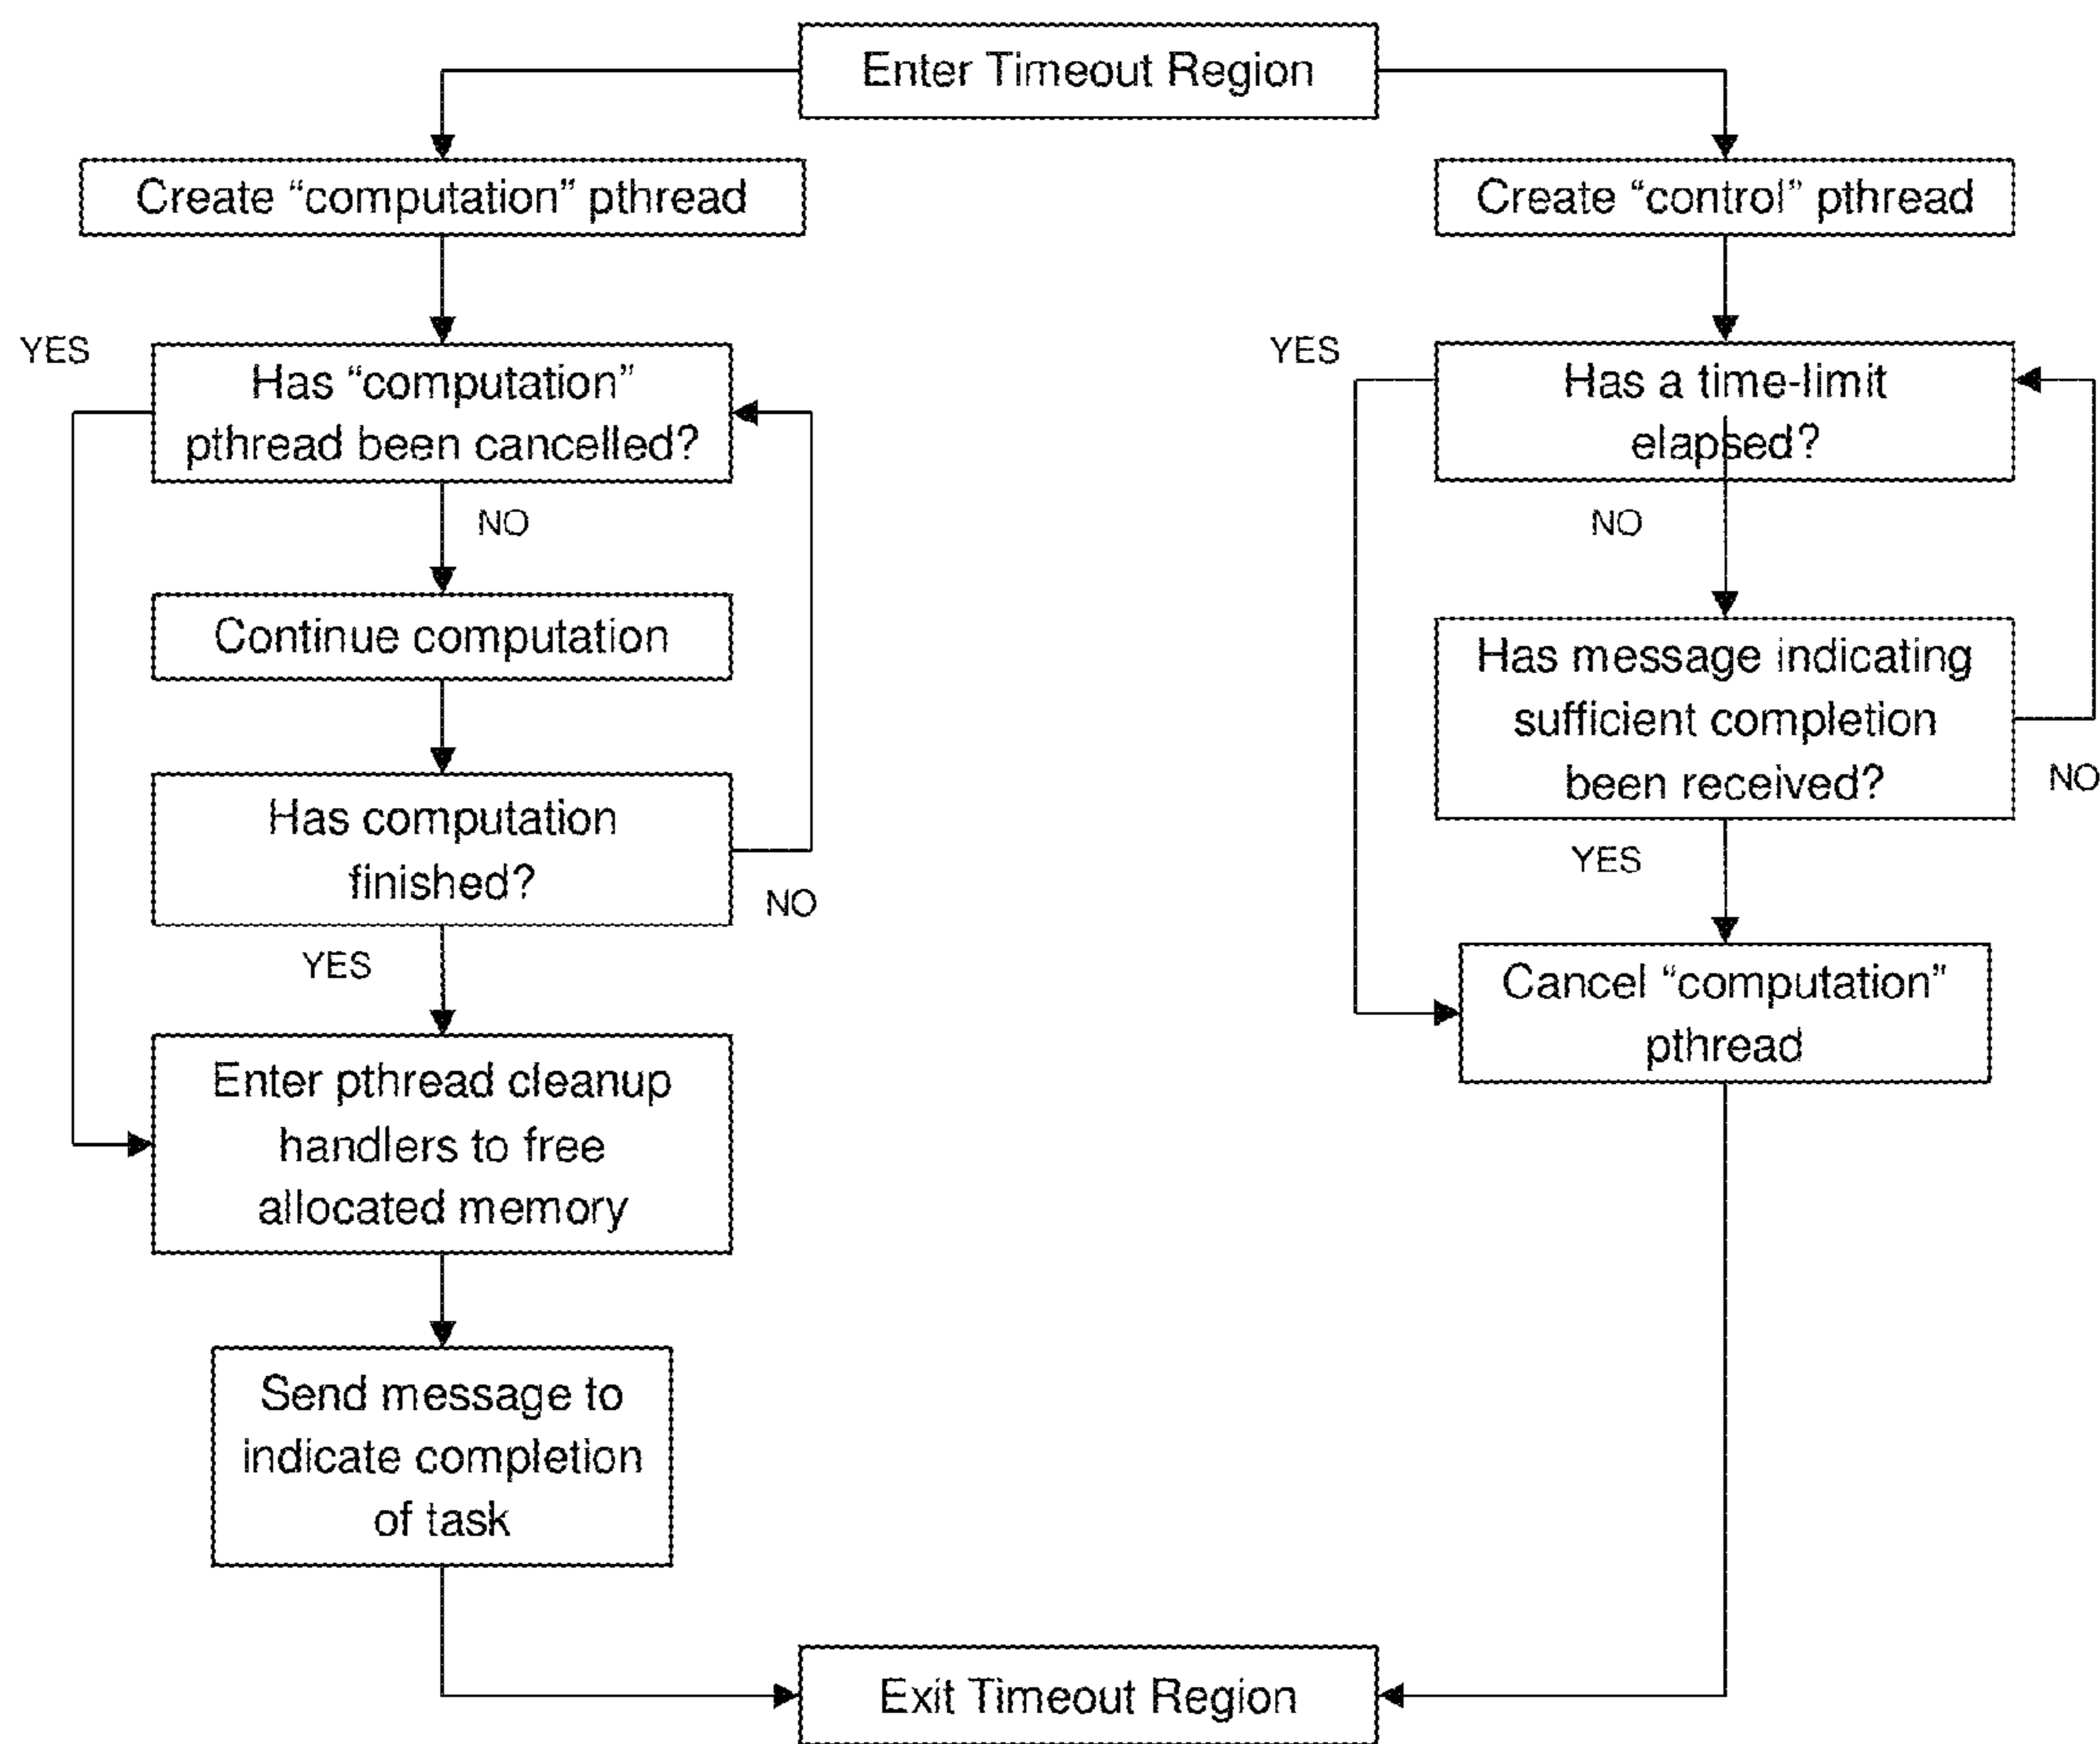 Enter Timeout Region
Create “computation” pthread
Create “control” pthread
YES
Has “computation”
pthread been cancelled?
NO
Continue computation
Has computation
finished?
NO
YES
Enter pthread cleanup
handlers to free
allocated memory
Send message to
indicate completion
of task
YES
Has a time-limit
elapsed?
NO
Has message indicating
sufficient completion
been received?
NO
YES
Cancel “computation”
pthread
Exit Timeout Region